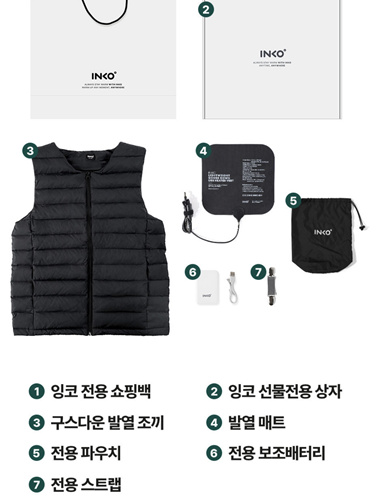 INKO
2
INKO
3
4
5
INKO
6
INKO
7
1 잉코 전용 쇼핑백
2 잉코 선물전용 상자
3 구스다운 발열 조끼
4 발열 매트
5 전용 파우치
6 전용 보조배터리
7 전용 스트랩